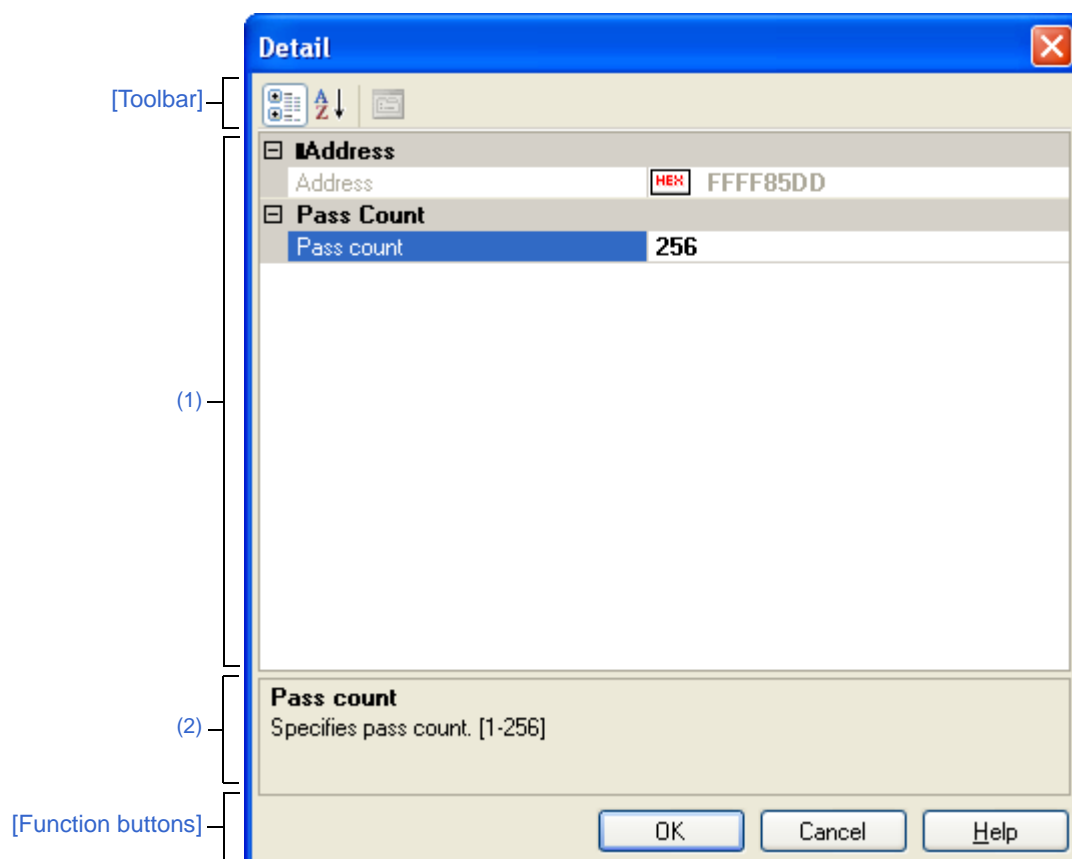 Detail
[Toolbar]
A Z
Address
Address HEX FFFF85DD
Pass Count
Pass count 256
(1)
Pass count
Specifies pass count. [1-256]
(2)
[Function buttons]
OK Cancel Help